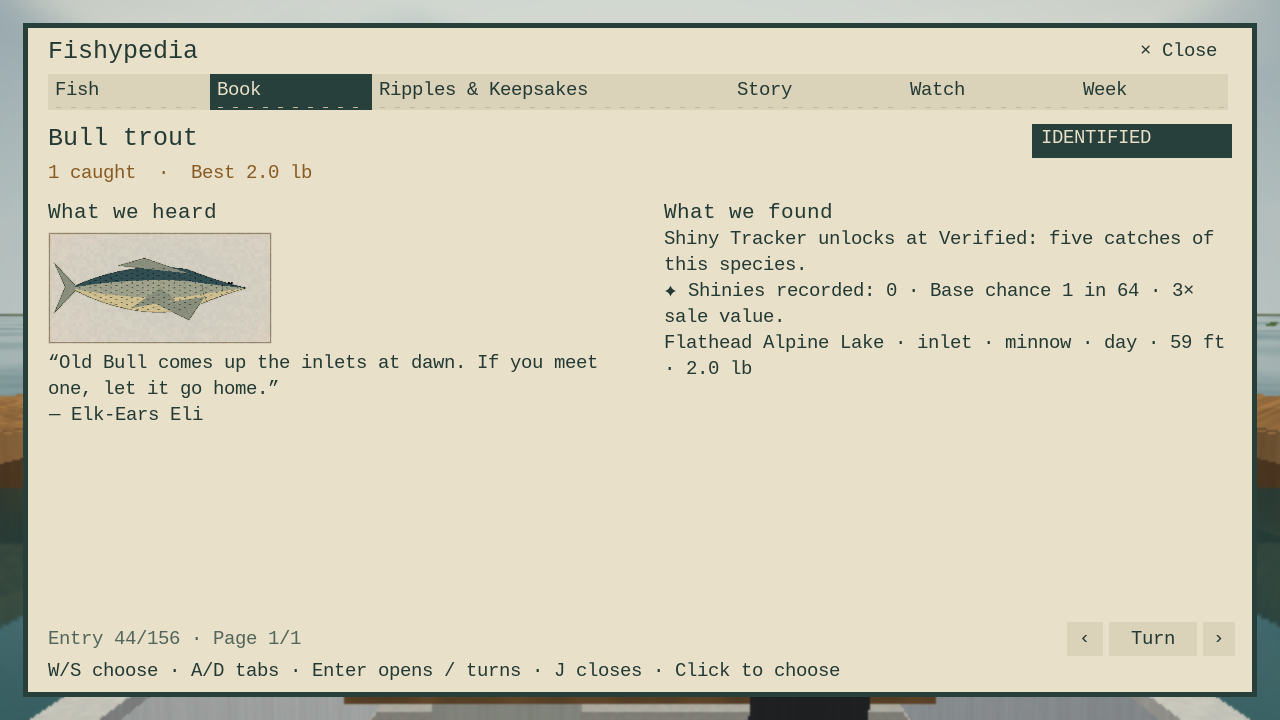 Fishypedia
× Close
Fish
Book
Ripples & Keepsakes
Story
Watch
Week
Bull trout
IDENTIFIED
1 caught · Best 2.0 lb
What we heard
“Old Bull comes up the inlets at dawn. If you meet
one, let it go home.”
— Elk-Ears Eli
What we found
Shiny Tracker unlocks at Verified: five catches of
this species.
✦ Shinies recorded: 0 · Base chance 1 in 64 · 3×
sale value.
Flathead Alpine Lake · inlet · minnow · day · 59 ft
· 2.0 lb
Entry 44/156 · Page 1/1
‹ Turn ›
W/S choose · A/D tabs · Enter opens / turns · J closes · Click to choose